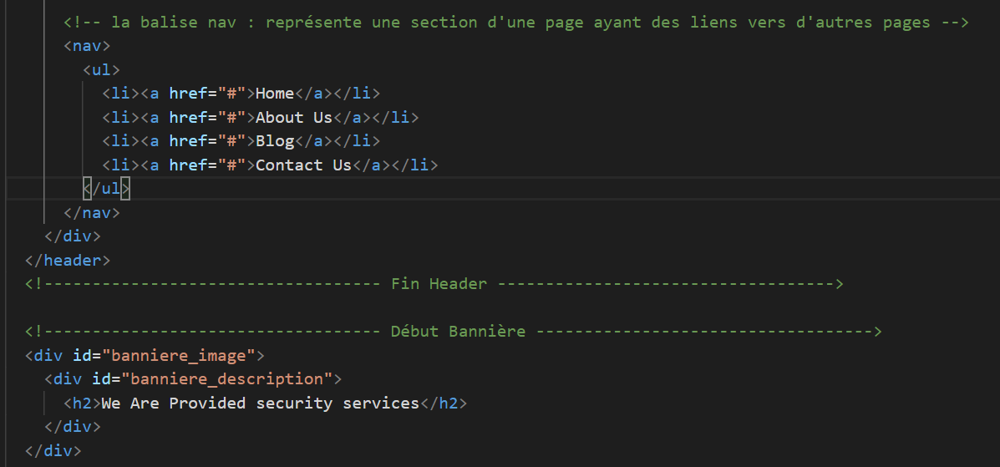 <!-- la balise nav : représente une section d'une page ayant des liens vers d'autres pages -->
<nav>
<ul>
<li><a href="#">Home</a></li>
<li><a href="#">About Us</a></li>
<li><a href="#">Blog</a></li>
<li><a href="#">Contact Us</a></li>
</ul>
</nav>
</div>
</header>
<!----------------------------------- Fin Header ----------------------------------->
<!----------------------------------- Début Bannière ----------------------------------->
<div id="banniere_image">
<div id="banniere_description">
<h2>We Are Provided security services</h2>
</div>
</div>